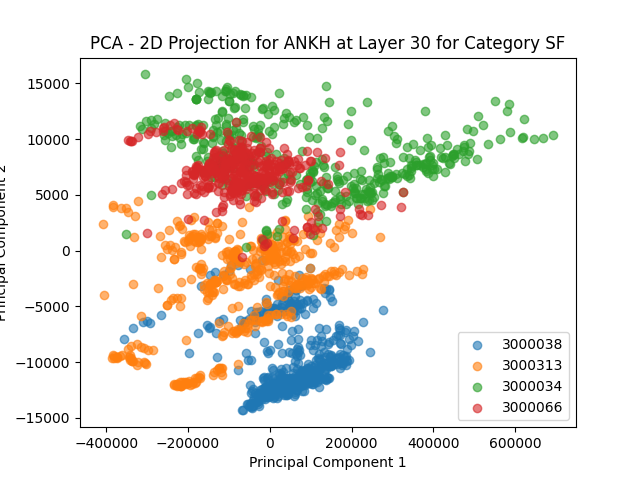 PCA - 2D Projection for ANKH at Layer 30 for Category SF
15000
10000
5000
0
−5000
−10000
−15000
Principal Component 2
−400000 −200000 0 200000 400000 600000
Principal Component 1
3000038
3000313
3000034
3000066